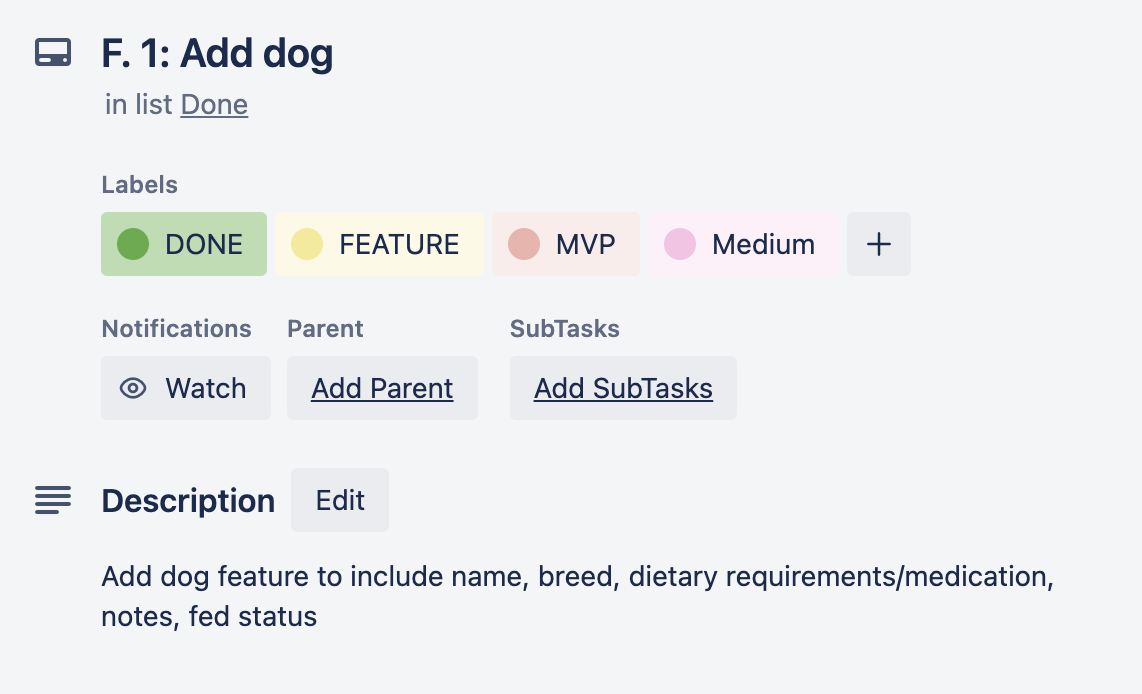 F. 1: Add dog
in list Done
Labels
DONE FEATURE MVP Medium +
Notifications Parent SubTasks
Watch Add Parent Add SubTasks
Description Edit
Add dog feature to include name, breed, dietary requirements/medication,
notes, fed status